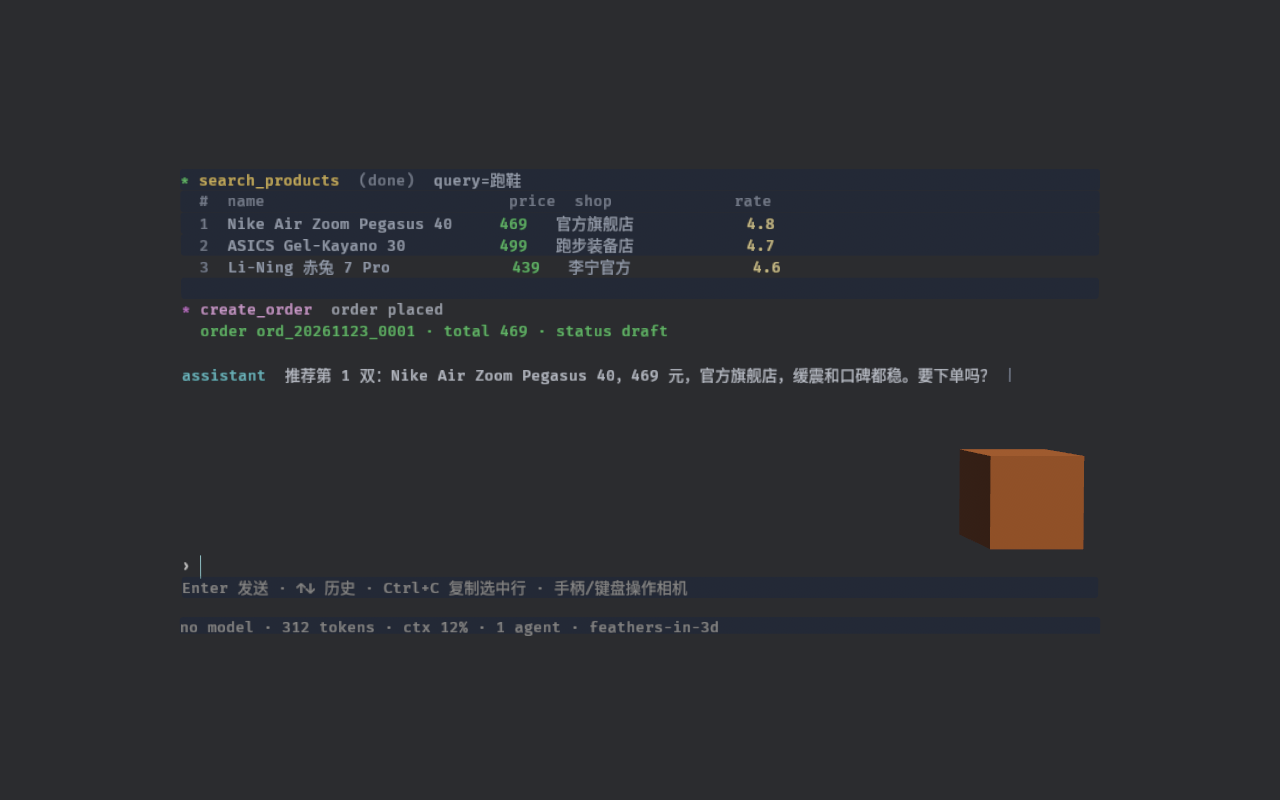 * search_products (done) query=跑鞋
# name price shop rate
1 Nike Air Zoom Pegasus 40 469 官方旗舰店 4.8
2 ASICS Gel-Kayano 30 499 跑步装备店 4.7
3 Li-Ning 赤兔 7 Pro 439 李宁官方 4.6
* create_order order placed
order ord_20261123_0001 · total 469 · status draft
assistant 推荐第 1 双：Nike Air Zoom Pegasus 40，469 元，官方旗舰店，缓震和口碑都稳。要下单吗？
›
Enter 发送 · ↑↓ 历史 · Ctrl+C 复制选中行 · 手柄/键盘操作相机
no model · 312 tokens · ctx 12% · 1 agent · feathers-in-3d